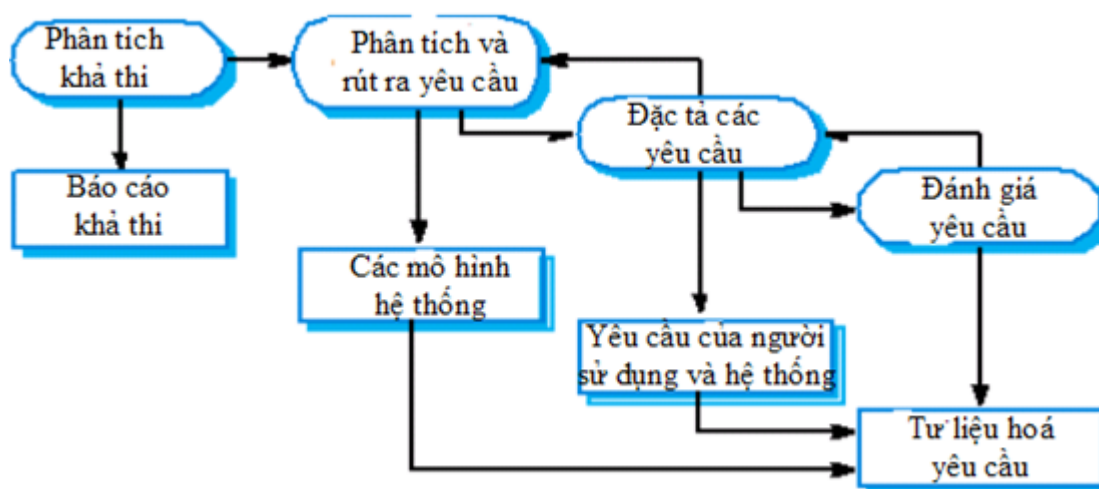 Phân tích
khả thi
Phân tích và
rút ra yêu cầu
Đặc tả các
yêu cầu
Đánh giá
yêu cầu
Báo cáo
khả thi
Các mô hình
hệ thống
Yêu cầu của người
sử dụng và hệ thống
Tư liệu hoá
yêu cầu